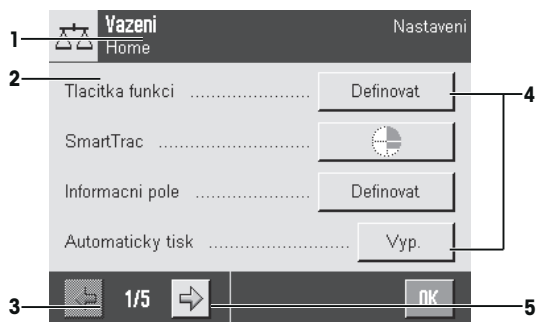 Vazeni
Home
Nastaveni
1
2
Tlacitka funkci ...................... Definovat
4
SmartTrac ............................
Informacni pole .................... Definovat
Automaticky tisk .................... Vyp.
3
1/5
OK
5